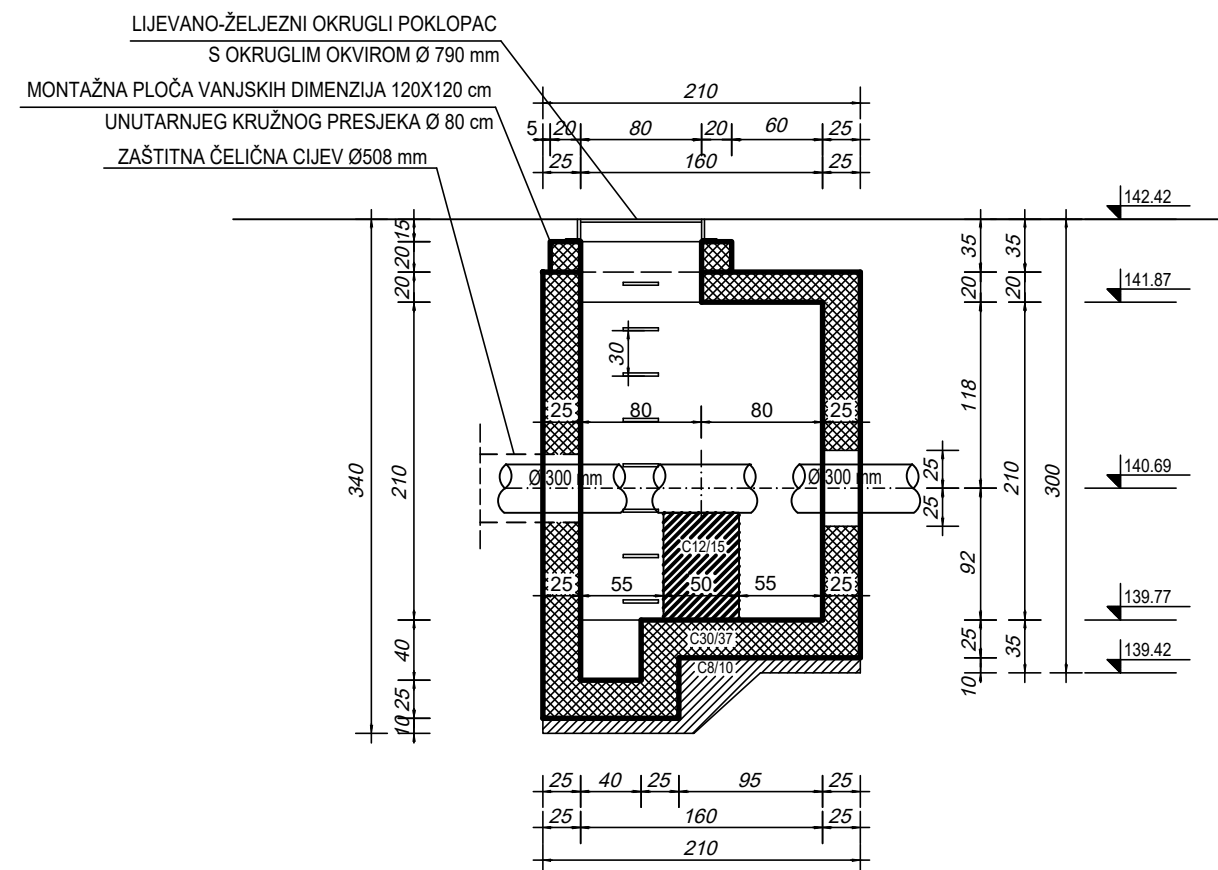 LIJEVANO-ŽELJEZNI OKRUGLI POKLOPAC
S OKRUGLIM OKVIROM Ø 790 mm
MONTAŽNA PLOČA VANJSKIH DIMENZIJA 120X120 cm
UNUTARNJEG KRUŽNOG PRESJEKA Ø 80 cm
ZAŠTITNA ČELIČNA CIJEV Ø508 mm
210
5 20 80 20 60 25
25 160 25
142.42
15
20
20
35
35
20
20
141.87
30
118
25 80 80 25
340
210
Ø 300 mm
Ø 300 mm
25
25
210
300
140.69
C12/15
92
25 55 50 55 25
139.77
C30/37
C8/10
40
25
10
25
10
35
139.42
25 40 25 95 25
25 160 25
210